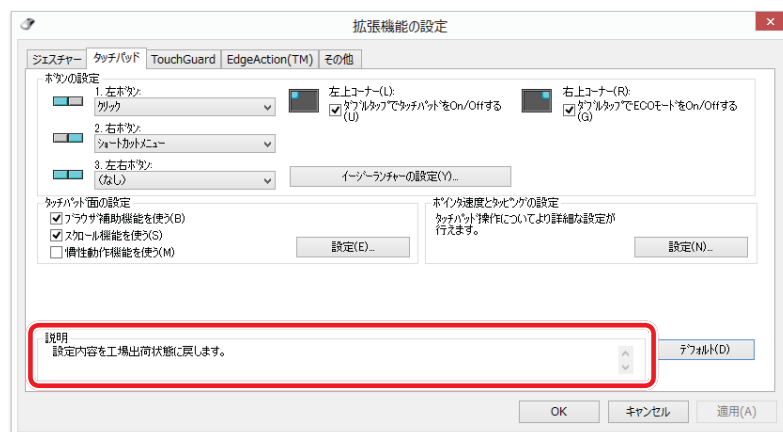 拡張機能の設定
ジェスチャー タッチパッド TouchGuard EdgeAction(TM) その他
ボタンの設定
1. 左ボタン:
クリック
2. 右ボタン:
ショートカットメニュー
3. 左右ボタン:
(なし)
左上コーナー(L):
ダブルタップでタッチパッドをOn/Offする
(U)
右上コーナー(R):
ダブルタップでECOモードをOn/Offする
(G)
イージーランチャーの設定(Y)...
タッチパッド面の設定
ブラウザ補助機能を使う(B)
スクロール機能を使う(S)
慣性動作機能を使う(M)
設定(E)...
ポインタ速度とタッピングの設定
タッチパッド操作についてより詳細な設定が
行えます。
設定(N)...
説明
設定内容を工場出荷状態に戻します。
デフォルト(D)
OK キャンセル 適用(A)